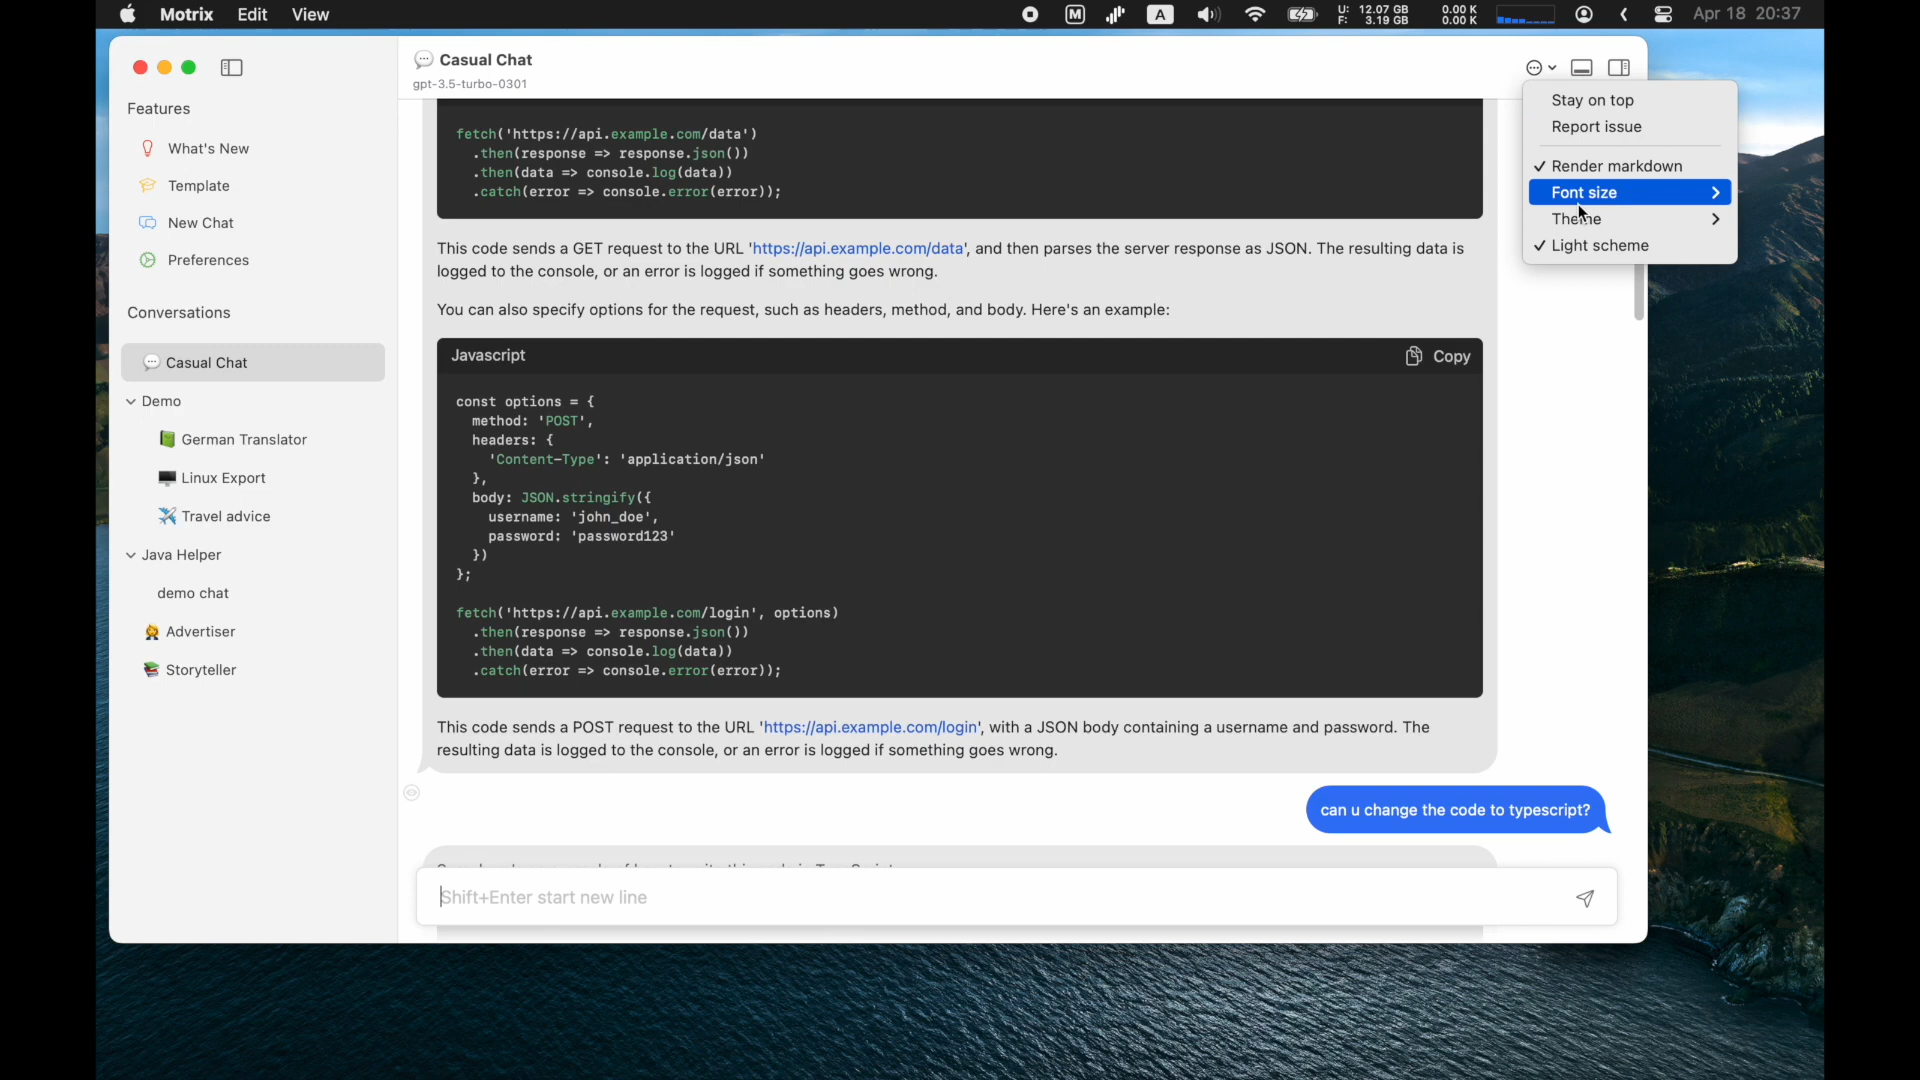 Motrix Edit View
M A U: 12.07 GB 0.00 K Apr 18 20:37
F: 3.19 GB 0.00 K
Features
What's New
Template
New Chat
Preferences
Conversations
Casual Chat
Demo
German Translator
Linux Export
Travel advice
Java Helper
demo chat
Advertiser
Storyteller
Casual Chat
gpt-3.5-turbo-0301
fetch('https://api.example.com/data')
.then(response => response.json())
.then(data => console.log(data))
.catch(error => console.error(error));
This code sends a GET request to the URL 'https://api.example.com/data', and then parses the server response as JSON. The resulting data is
logged to the console, or an error is logged if something goes wrong.
You can also specify options for the request, such as headers, method, and body. Here's an example:
Javascript Copy
const options = {
method: 'POST',
headers: {
'Content-Type': 'application/json'
},
body: JSON.stringify({
username: 'john_doe',
password: 'password123'
})
};
fetch('https://api.example.com/login', options)
.then(response => response.json())
.then(data => console.log(data))
.catch(error => console.error(error));
This code sends a POST request to the URL 'https://api.example.com/login', with a JSON body containing a username and password. The
resulting data is logged to the console, or an error is logged if something goes wrong.
can u change the code to typescript?
Shift+Enter start new line
Stay on top
Report issue
Render markdown
Font size
Theme
Light scheme